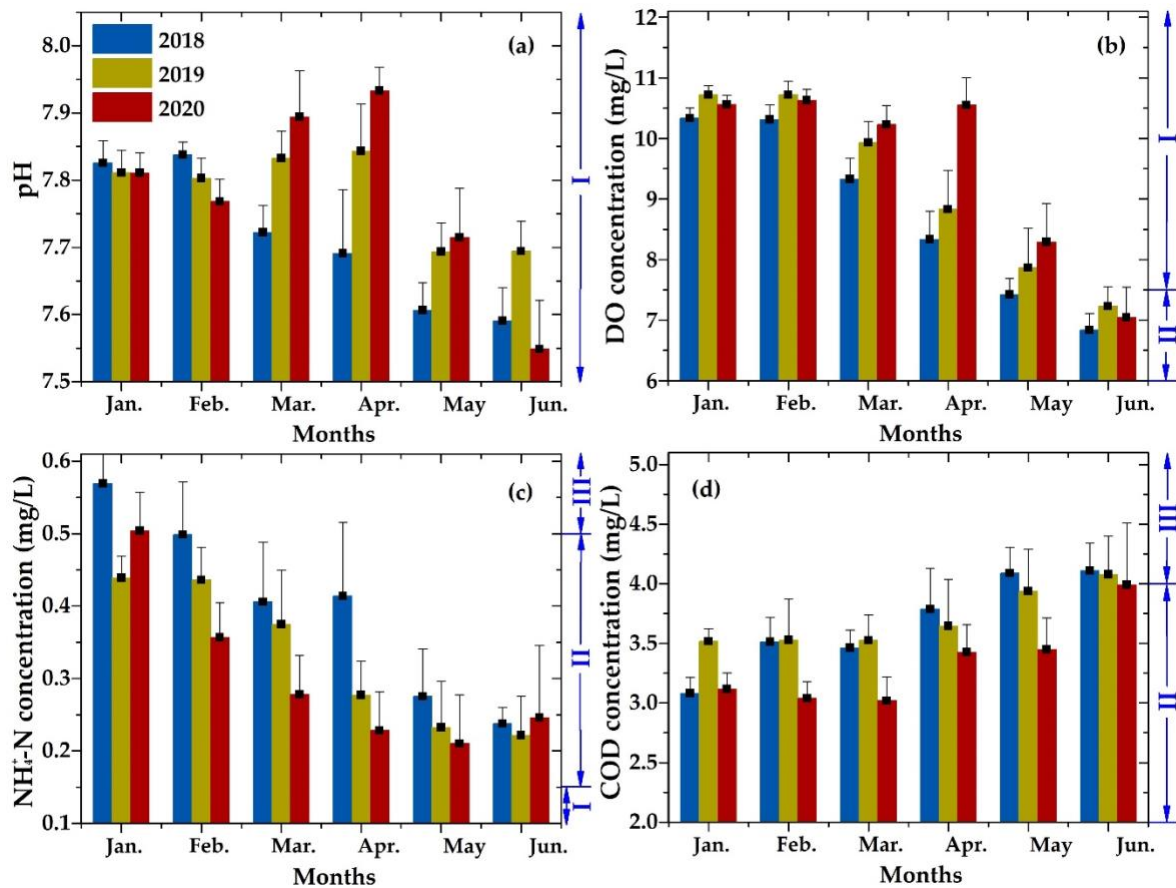 8.0
7.9
7.8
7.7
7.6
7.5
pH
2018
2019
2020
(a)
I
Jan. Feb. Mar. Apr. May Jun.
Months
12
11
10
9
8
7
6
DO concentration (mg/L)
(b)
I
II
Jan. Feb. Mar. Apr. May Jun.
Months
0.6
0.5
0.4
0.3
0.2
0.1
NH₄⁺-N concentration (mg/L)
(c)
III
II
I
Jan. Feb. Mar. Apr. May Jun.
Months
5.0
4.5
4.0
3.5
3.0
2.5
2.0
COD concentration (mg/L)
(d)
III
II
Jan. Feb. Mar. Apr. May Jun.
Months